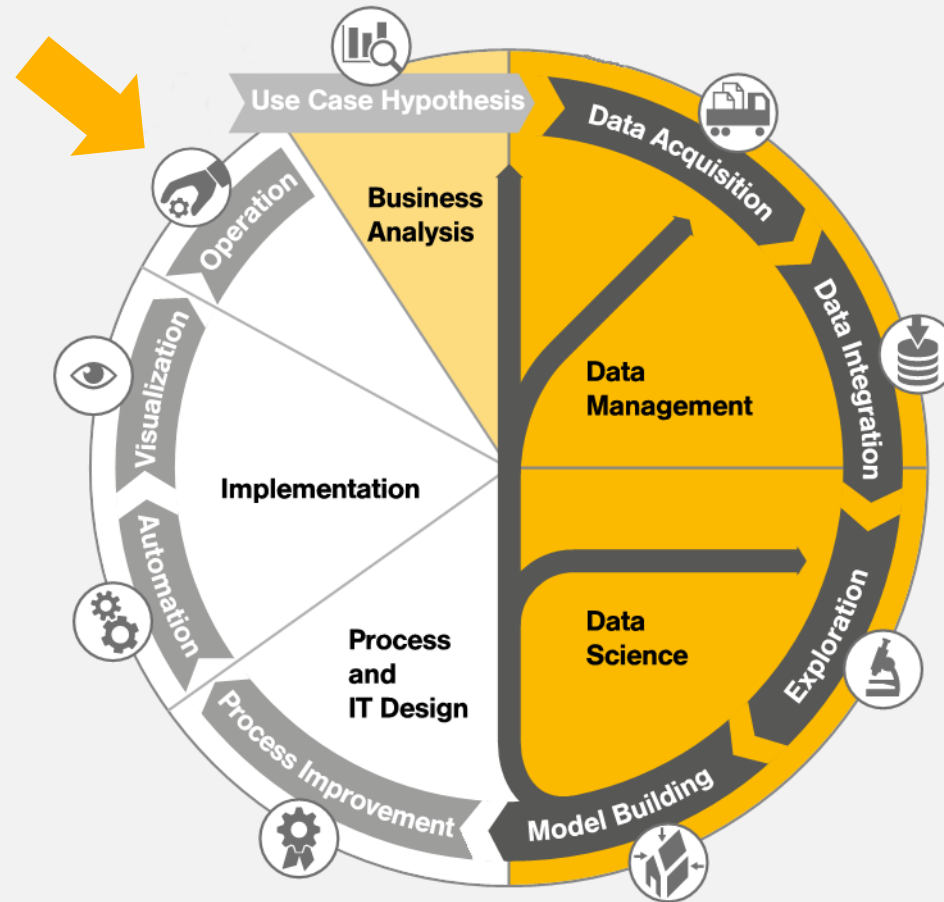 Use Case Hypothesis
Data Acquisition
Data Integration
Exploration
Model Building
Process Improvement
Automation
Visualization
Operation
Business
Analysis
Data
Management
Data
Science
Process
and
IT Design
Implementation